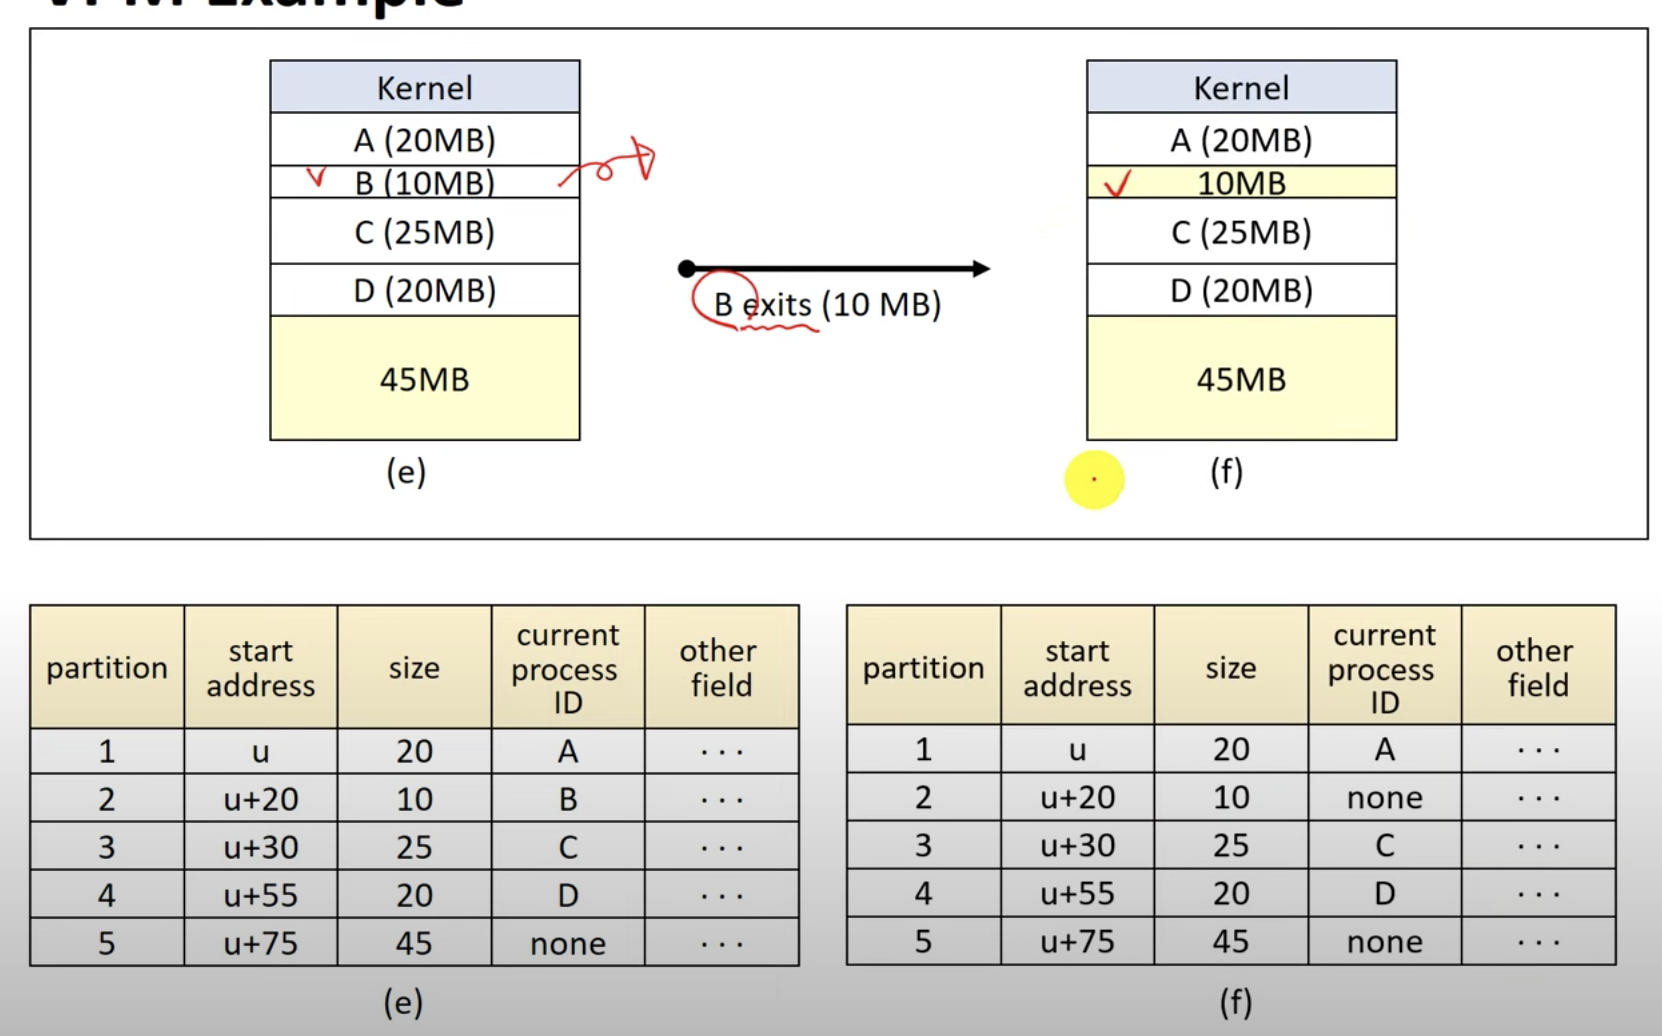 VPM Example
Kernel
A (20MB)
B (10MB)
C (25MB)
D (20MB)
45MB
(e)
B exits (10 MB)
Kernel
A (20MB)
10MB
C (25MB)
D (20MB)
45MB
(f)
partition start address size current process ID other field
1 u 20 A ...
2 u+20 10 B ...
3 u+30 25 C ...
4 u+55 20 D ...
5 u+75 45 none ...
(e)
partition start address size current process ID other field
1 u 20 A ...
2 u+20 10 none ...
3 u+30 25 C ...
4 u+55 20 D ...
5 u+75 45 none ...
(f)